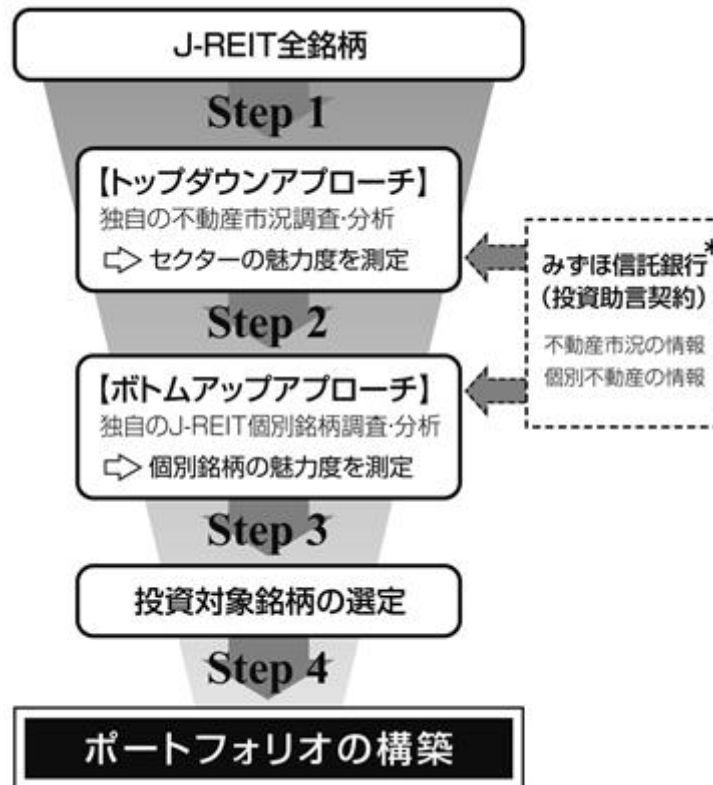 J-REIT全銘柄
Step 1
【トップダウンアプローチ】
独自の不動産市況調査・分析
⇨ セクターの魅力度を測定
みずほ信託銀行*
(投資助言契約)
不動産市況の情報
個別不動産の情報
Step 2
【ボトムアップアプローチ】
独自のJ-REIT個別銘柄調査・分析
⇨ 個別銘柄の魅力度を測定
Step 3
投資対象銘柄の選定
Step 4
ポートフォリオの構築